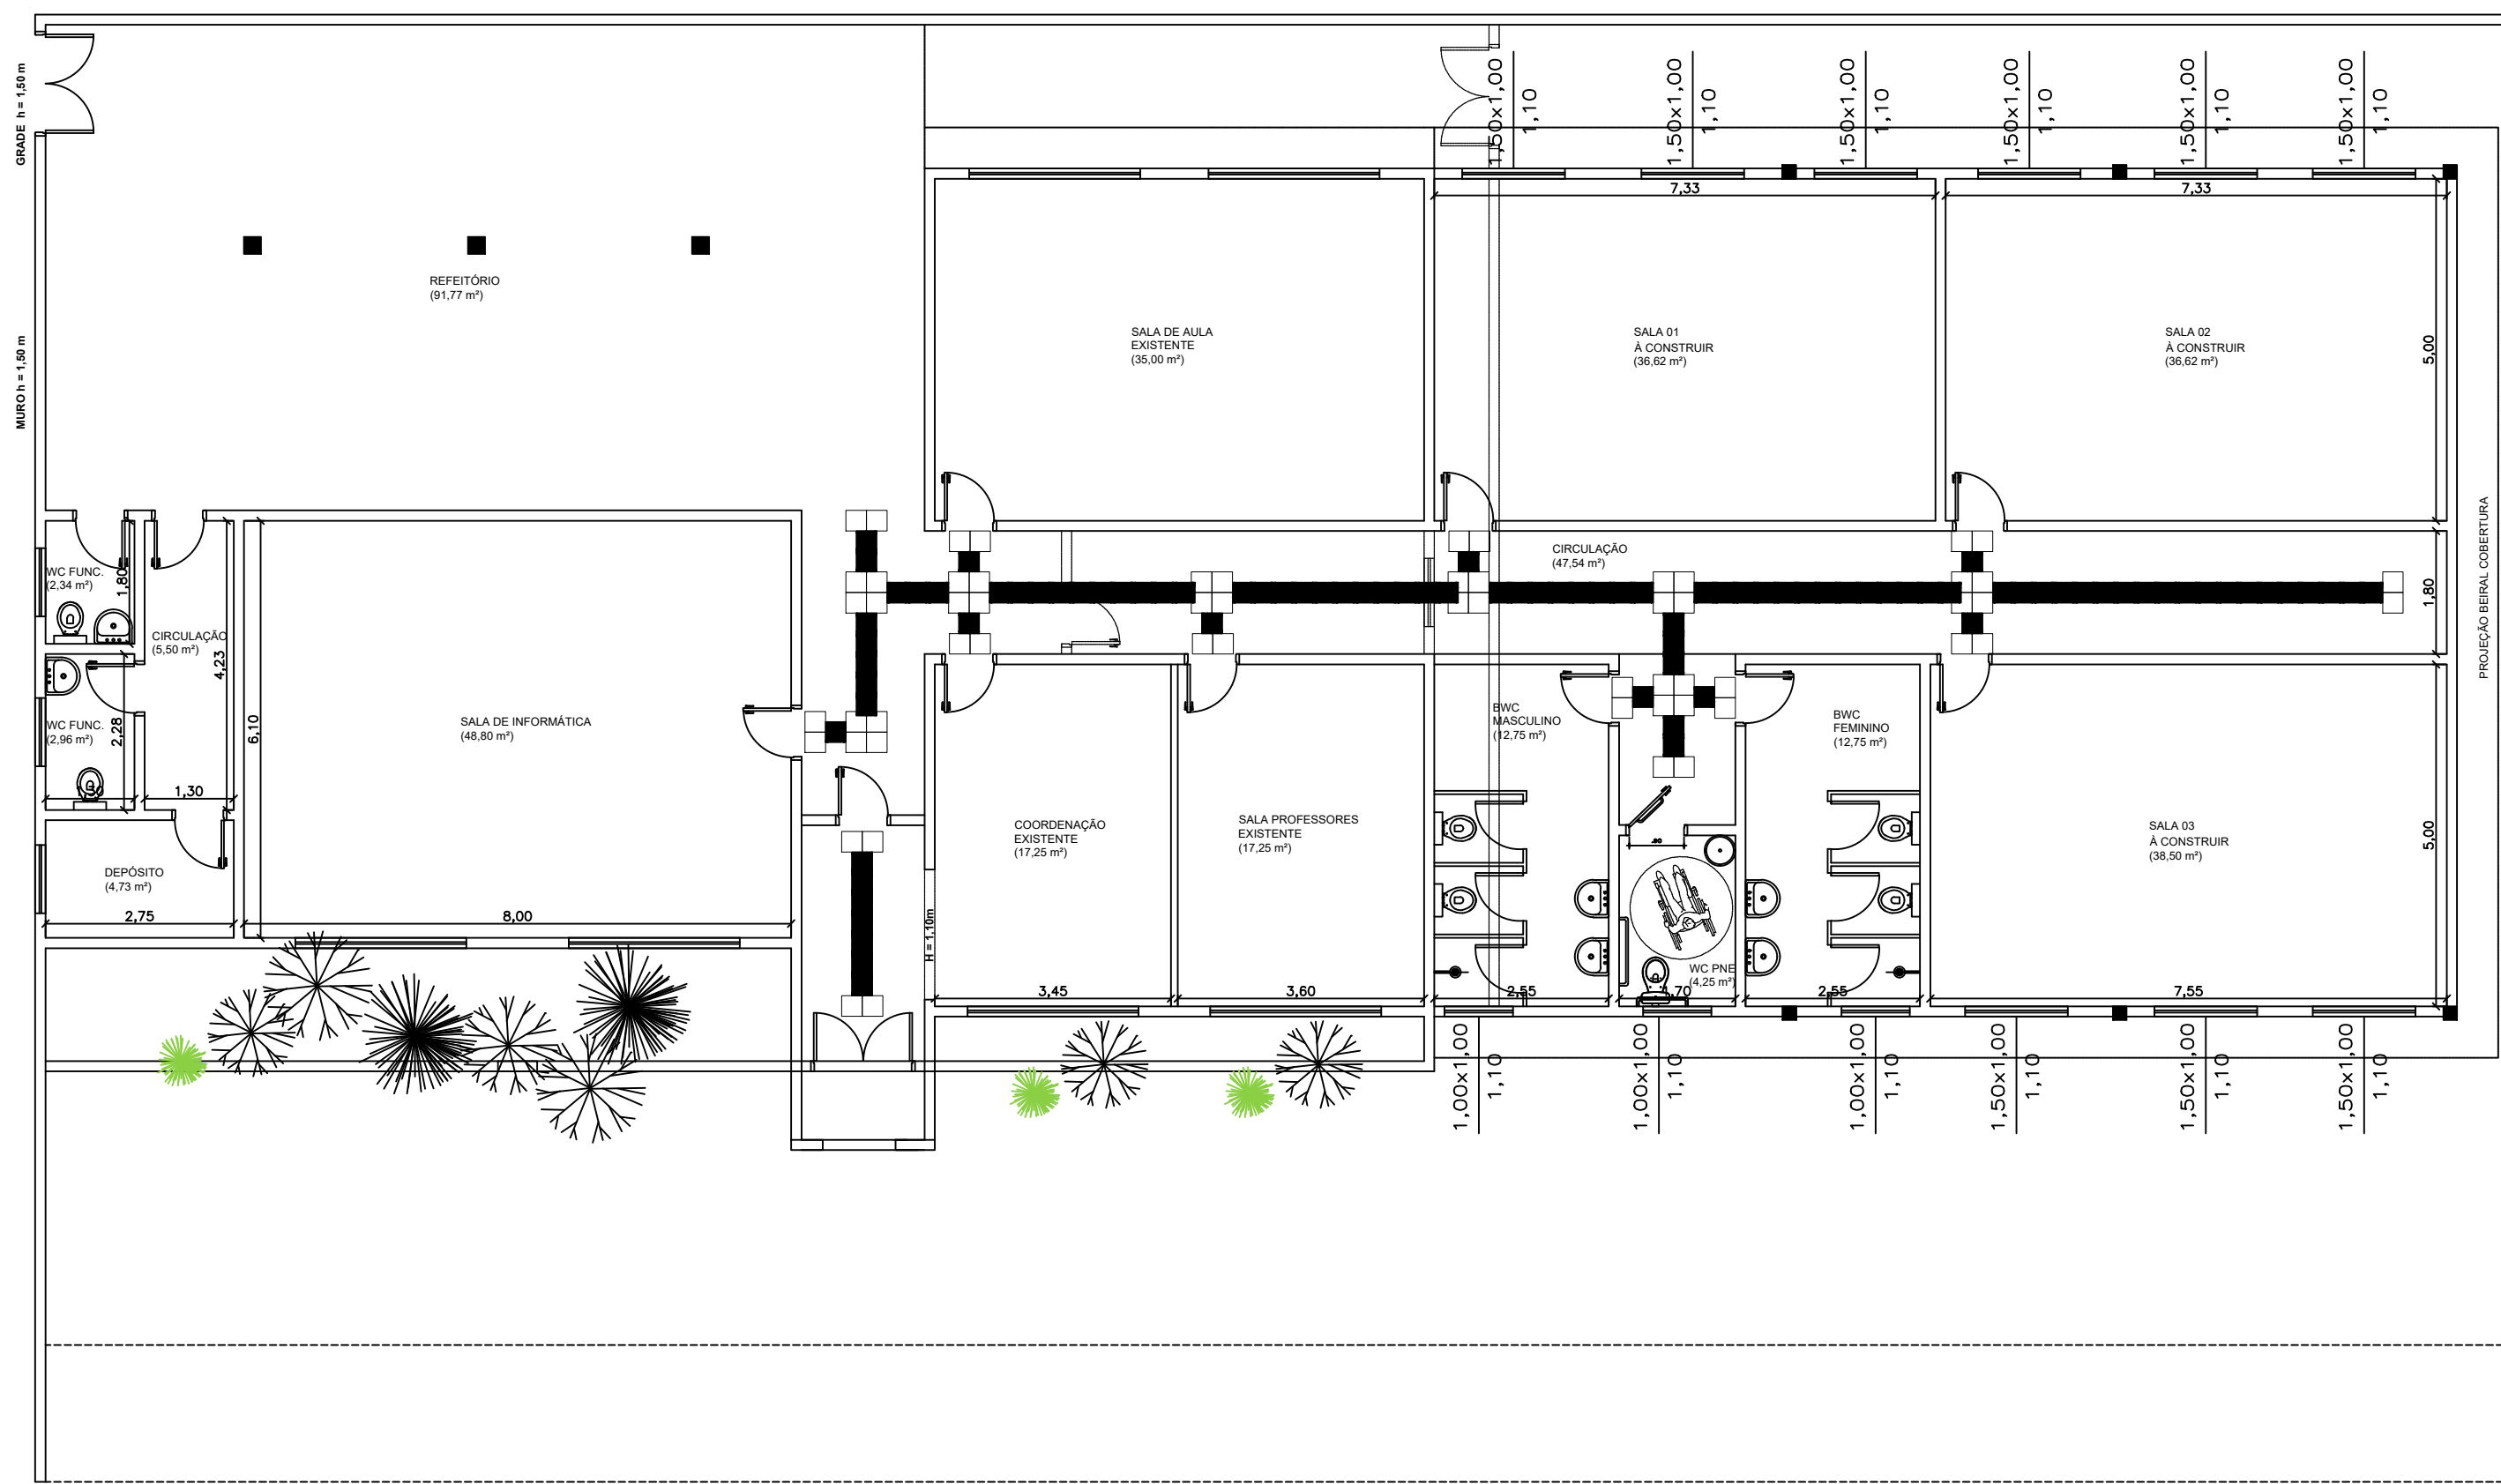 GRADE h = 1,50 m
MURO h = 1,50 m
1,50x1,00
1,10
1,50x1,00
1,10
1,50x1,00
1,10
1,50x1,00
1,10
1,50x1,00
1,10
1,50x1,00
1,10
7,33
7,33
REFEITÓRIO
(91,77 m²)
SALA DE AULA
EXISTENTE
(35,00 m²)
SALA 01
À CONSTRUIR
(36,62 m²)
SALA 02
À CONSTRUIR
(36,62 m²)
5,00
PROJEÇÃO BEIRAL COBERTURA
CIRCULAÇÃO
(47,54 m²)
1,80
WC FUNC.
(2,34 m²)
1,80
CIRCULAÇÃO
(5,50 m²)
4,23
WC FUNC.
(2,96 m²)
2,28
6,10
SALA DE INFORMÁTICA
(48,80 m²)
1,30
1,30
DEPÓSITO
(4,73 m²)
2,75
8,00
H = 1,10m
COORDENAÇÃO
EXISTENTE
(17,25 m²)
SALA PROFESSORES
EXISTENTE
(17,25 m²)
BWC
MASCULINO
(12,75 m²)
BWC
FEMININO
(12,75 m²)
.90
SALA 03
À CONSTRUIR
(38,50 m²)
5,00
WC PNE
(4,25 m²)
3,45
3,60
2,55
1,70
2,55
7,55
1,00x1,00
1,10
1,00x1,00
1,10
1,00x1,00
1,10
1,50x1,00
1,10
1,50x1,00
1,10
1,50x1,00
1,10